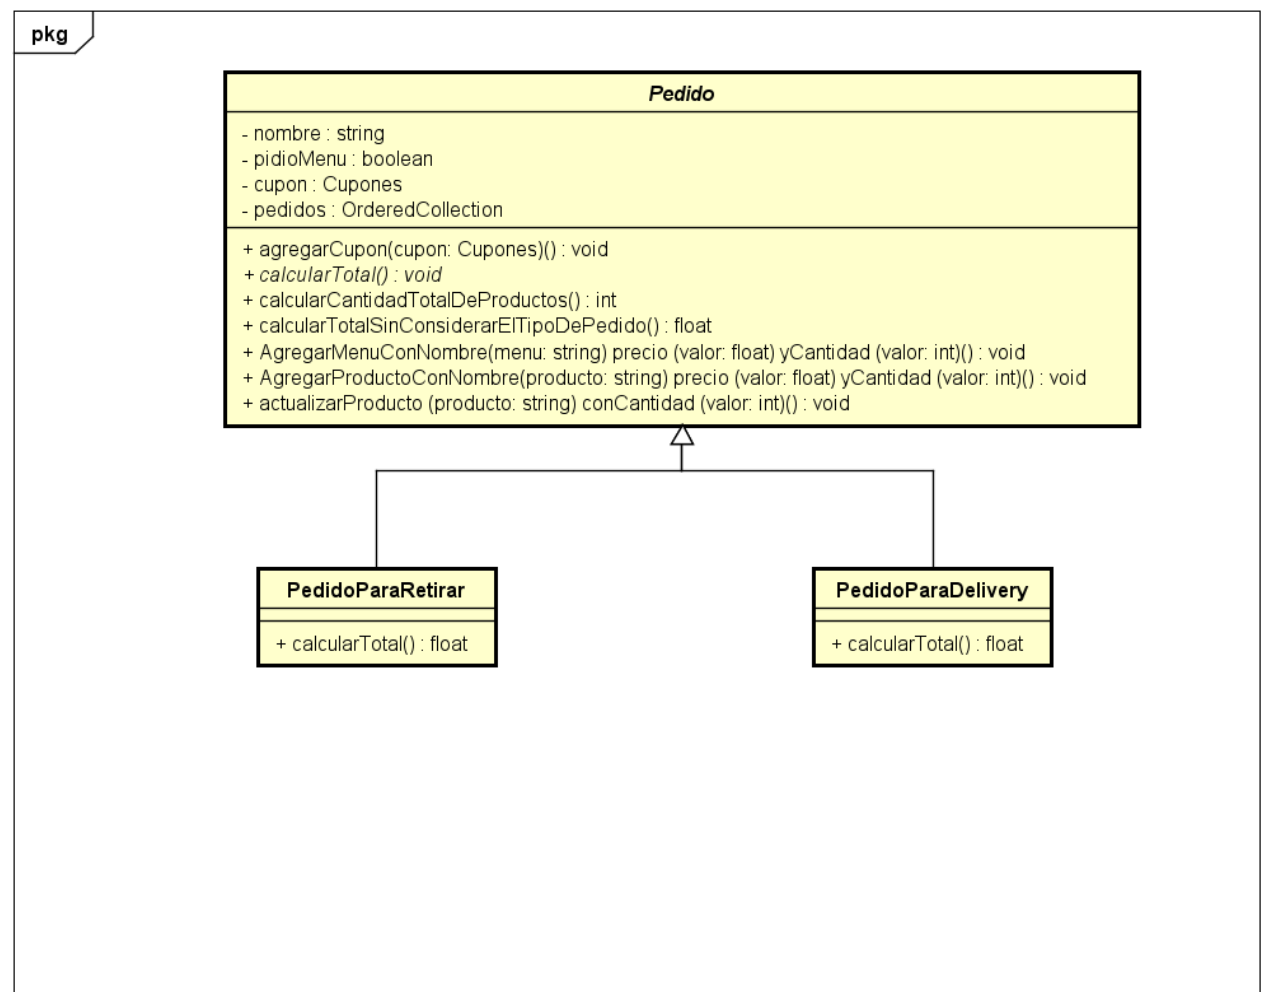 pkg
Pedido
- nombre : string
- pidioMenu : boolean
- cupon : Cupones
- pedidos : OrderedCollection
+ agregarCupon(cupon: Cupones)() : void
+ calcularTotal() : void
+ calcularCantidadTotalDeProductos() : int
+ calcularTotalSinConsiderarElTipoDePedido() : float
+ AgregarMenuConNombre(menu: string) precio (valor: float) yCantidad (valor: int)() : void
+ AgregarProductoConNombre(producto: string) precio (valor: float) yCantidad (valor: int)() : void
+ actualizarProducto (producto: string) conCantidad (valor: int)() : void
PedidoParaRetirar
+ calcularTotal() : float
PedidoParaDelivery
+ calcularTotal() : float